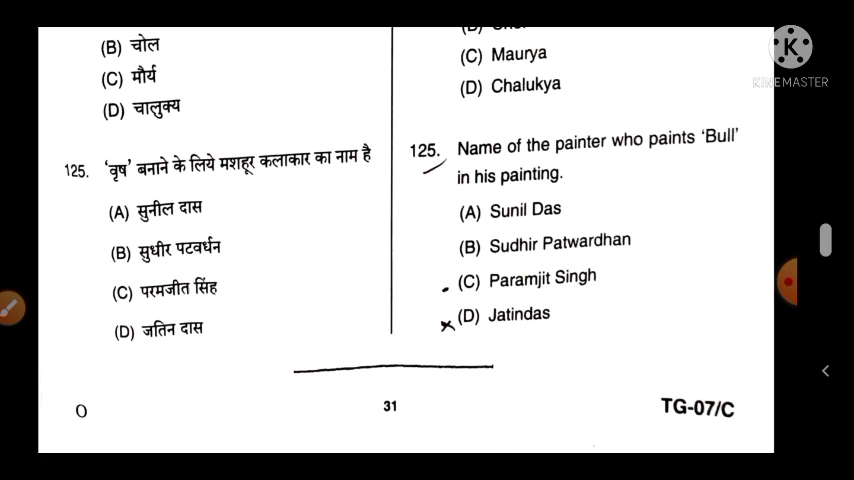 (B) चोल
(C) मौर्य
(D) चालुक्य
125. 'वृष' बनाने के लिये मशहूर कलाकार का नाम है
(A) सुनील दास
(B) सुधीर पटवर्धन
(C) परमजीत सिंह
(D) जतिन दास
(C) Maurya
(D) Chalukya
125. Name of the painter who paints 'Bull'
in his painting.
(A) Sunil Das
(B) Sudhir Patwardhan
(C) Paramjit Singh
(D) Jatindas
O
31
TG-07/C
K
KINEMASTER